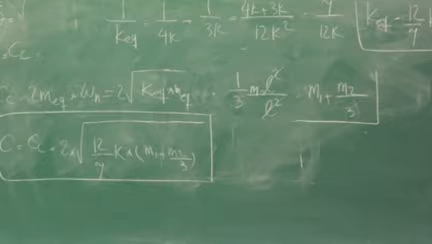 1/Keq = 1/4K + 1/3K = 4K+3K/12K² = 7/12K Keq = 12/7 K
= Cc
= 2meq × ωn = 2√Keq × meq 1/3 m ℓ²/ℓ² = m₁ + m₂/3
C = Cc = 2 × √12/7 K × (m₁ + m₂/3)